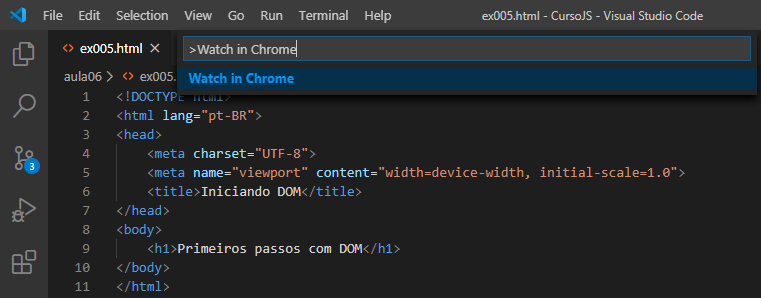 File Edit Selection View Go Run Terminal Help ex005.html - CursoJS - Visual Studio Code
<> ex005.html ×
>Watch in Chrome
Watch in Chrome
aula06 > <> ex005.
1 <!DOCTYPE html>
2 <html lang="pt-BR">
3 <head>
4 <meta charset="UTF-8">
5 <meta name="viewport" content="width=device-width, initial-scale=1.0">
6 <title>Iniciando DOM</title>
7 </head>
8 <body>
9 <h1>Primeiros passos com DOM</h1>
10 </body>
11 </html>
3